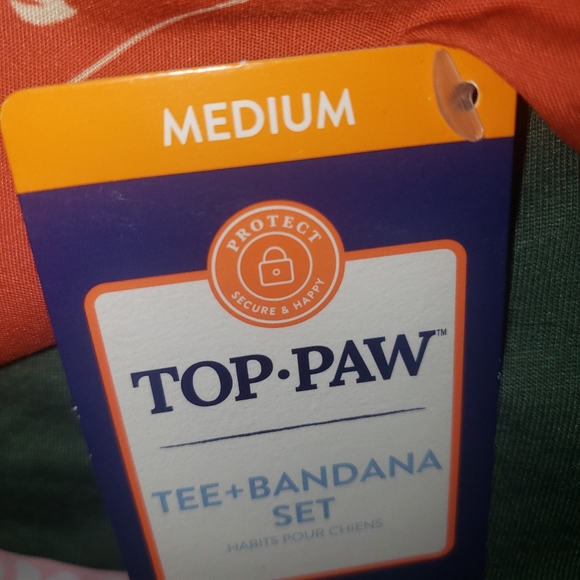 MEDIUM
PROTECT
SECURE & HAPPY
TOP·PAW™
TEE+BANDANA
SET
HABITS POUR CHIENS